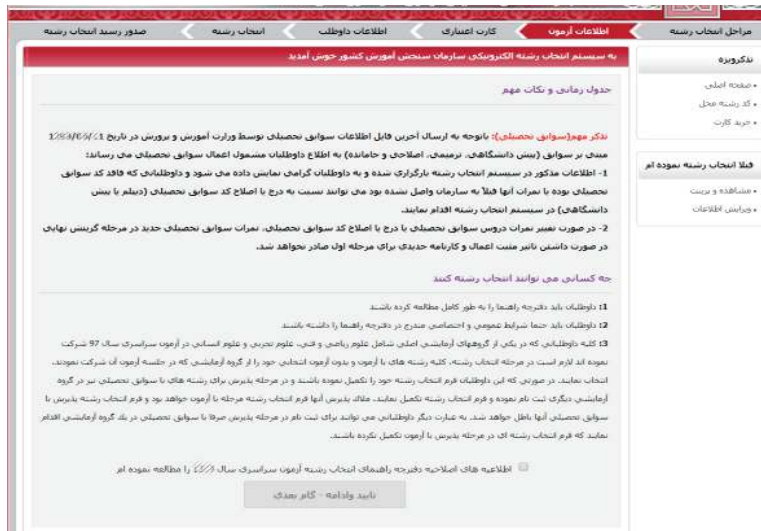 مراحل انتخاب رشته
اطلاعات آزمون
کارت اعتباری
اطلاعات داوطلب
انتخاب رشته
صدور رسید انتخاب رشته
تذکرویژه
• صفحه اصلی
• کد رشته محل
• خرید کارت
قبلا انتخاب رشته نموده ام
• مشاهده و پرینت
• ویرایش اطلاعات
به سیستم انتخاب رشته الکترونیکی سازمان سنجش آموزش کشور خوش آمدید
جدول زمانی و نکات مهم
تذکر مهم(سوابق تحصیلی): باتوجه به ارسال آخرین فایل اطلاعات سوابق تحصیلی توسط وزارت آموزش و پرورش در تاریخ
مبنی بر سوابق (پیش دانشگاهی، ترمیمی، اصلاحی و جامانده) به اطلاع داوطلبان مشمول اعمال سوابق تحصیلی می رساند:
1- اطلاعات مذکور در سیستم انتخاب رشته بارگزاری شده و به داوطلبان گرامی نمایش داده می شود و داوطلبانی که فاقد کد سوابق
تحصیلی بوده یا نمرات آنها قبلاً به سازمان واصل نشده بود می توانند نسبت به درج یا اصلاح کد سوابق تحصیلی (دیپلم یا پیش
دانشگاهی) در سیستم انتخاب رشته اقدام نمایند.
2- در صورت تغییر نمرات دروس سوابق تحصیلی یا درج یا اصلاح کد سوابق تحصیلی، نمرات سوابق تحصیلی جدید در مرحله گزینش نهایی
در صورت داشتن تاثیر مثبت اعمال و کارنامه جدیدی برای مرحله اول صادر نخواهد شد.
چه کسانی می توانند انتخاب رشته کنند
1: داوطلبان باید دفترچه راهنما را به طور کامل مطالعه کرده باشند
2: داوطلبان باید حتما شرایط عمومی و اختصاصی مندرج در دفترچه راهنما را داشته باشند
3: کلیه داوطلبانی که در یکی از گروههای آزمایشی اصلی شامل علوم ریاضی و فنی، علوم تجربی و علوم انسانی در آزمون سراسری سال 97 شرکت
نموده اند لازم است در مرحله انتخاب رشته، کلیه رشته های با آزمون و بدون آزمون انتخابی خود را از گروه آزمایشی که در جلسه آزمون آن شرکت نمودند،
انتخاب نمایند. در صورتی که این داوطلبان فرم انتخاب رشته خود را تکمیل نموده باشند و در مرحله پذیرش برای رشته های با سوابق تحصیلی نیز در گروه
آزمایشی دیگری ثبت نام نموده و فرم انتخاب رشته تکمیل نمایند، ملاک پذیرش آنها فرم انتخاب رشته مرحله با آزمون خواهد بود و فرم انتخاب رشته پذیرش با
سوابق تحصیلی آنها باطل خواهد شد. به عبارت دیگر داوطلبانی می توانند برای ثبت نام در مرحله پذیرش صرفا با سوابق تحصیلی در یک گروه آزمایشی اقدام
نمایند که فرم انتخاب رشته ای در مرحله پذیرش با آزمون تکمیل نکرده باشند.
اطلاعیه های اصلاحیه دفترچه راهنمای انتخاب رشته آزمون سراسری سال را مطالعه نموده ام
تایید وادامه - گام بعدی